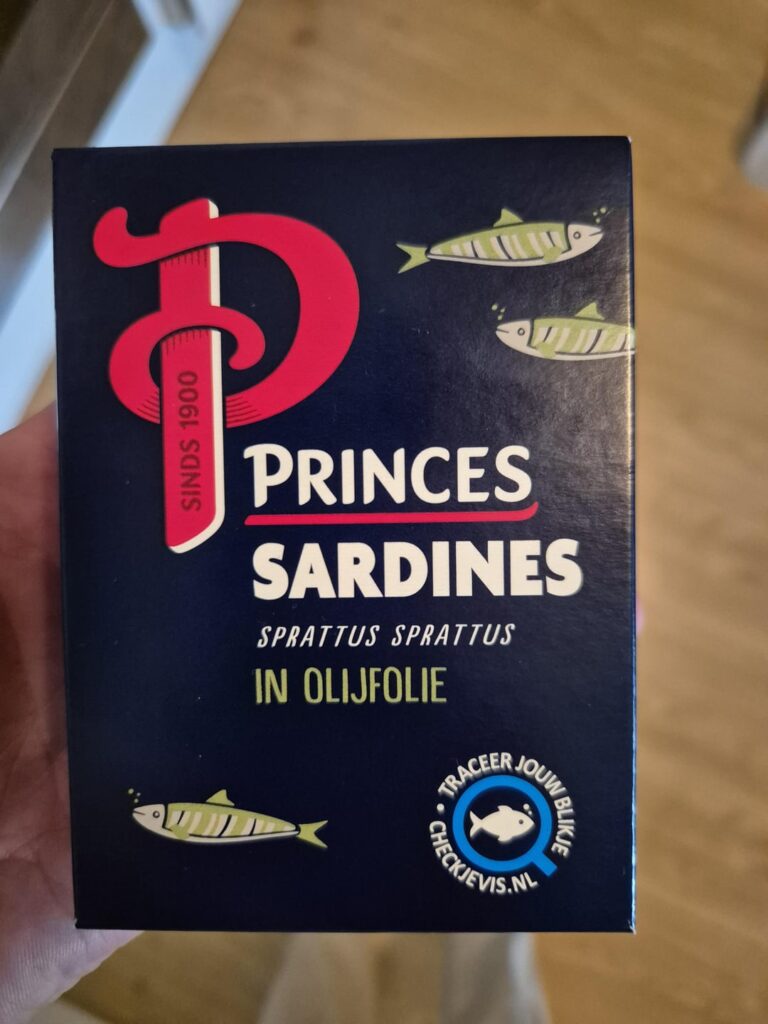 SINDS 1900
PRINCES
SARDINES
SPRATTUS SPRATTUS
IN OLIJFOLIE
TRACEER JOUW BLIKJE
• CHECKJEVIS.NL